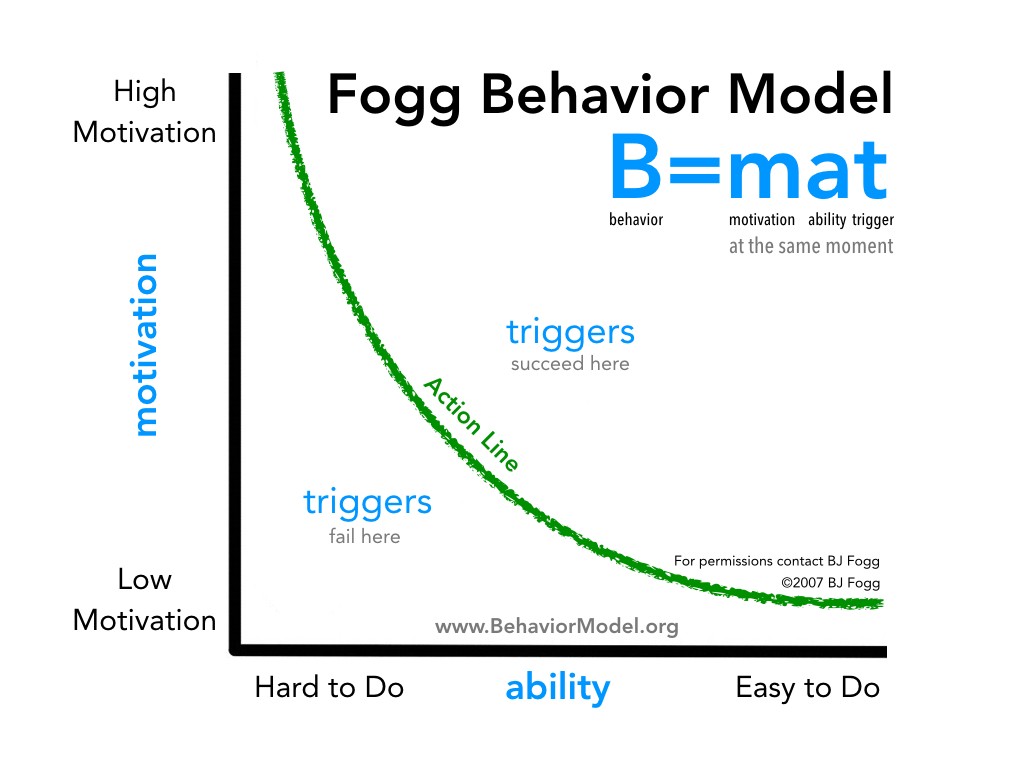 Fogg Behavior Model
B=mat
behavior motivation ability trigger
at the same moment
High
Motivation
motivation
triggers
succeed here
Action Line
triggers
fail here
For permissions contact BJ Fogg
©2007 BJ Fogg
Low
Motivation
www.BehaviorModel.org
Hard to Do ability Easy to Do